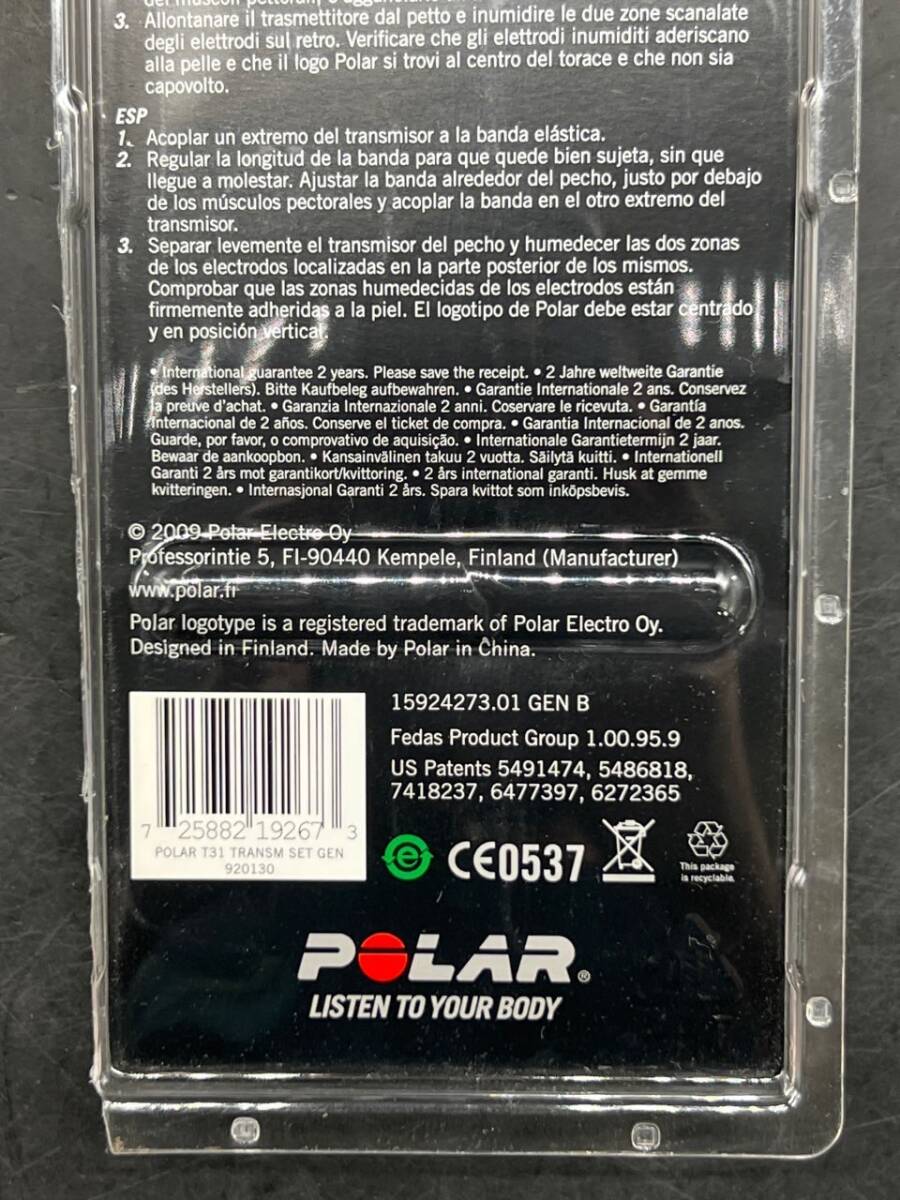 3. Allontanare il trasmettitore dal petto e inumidire le due zone scanalate
degli elettrodi sul retro. Verificare che gli elettrodi inumiditi aderiscano
alla pelle e che il logo Polar si trovi al centro del torace e che non sia
capovolto.
ESP
1. Acoplar un extremo del transmisor a la banda elástica.
2. Regular la longitud de la banda para que quede bien sujeta, sin que
llegue a molestar. Ajustar la banda alrededor del pecho, justo por debajo
de los músculos pectorales y acoplar la banda en el otro extremo del
transmisor.
3. Separar levemente el transmisor del pecho y humedecer las dos zonas
de los electrodos localizadas en la parte posterior de los mismos.
Comprobar que las zonas humedecidas de los electrodos están
firmemente adheridas a la piel. El logotipo de Polar debe estar centrado
y en posición vertical.
• International guarantee 2 years. Please save the receipt. • 2 Jahre weltweite Garantie
(des Herstellers). Bitte Kaufbeleg aufbewahren. • Garantie Internationale 2 ans. Conservez
la preuve d'achat. • Garanzia Internazionale 2 anni. Coservare le ricevuta. • Garantía
Internacional de 2 años. Conserve el ticket de compra. • Garantia Internacional de 2 anos.
Guarde, por favor, o comprovativo de aquisição. • Internationale Garantietermijn 2 jaar.
Bewaar de aankoopbon. • Kansainvälinen takuu 2 vuotta. Säilytä kuitti. • Internationell
Garanti 2 års mot garantikort/kvittoring. • 2 års international garanti. Husk at gemme
kvitteringen. • Internasjonal Garanti 2 års. Spara kvittot som inköpsbevis.
© 2009 Polar Electro Oy
Professorintie 5, FI-90440 Kempele, Finland (Manufacturer)
www.polar.fi
Polar logotype is a registered trademark of Polar Electro Oy.
Designed in Finland. Made by Polar in China.
15924273.01 GEN B
Fedas Product Group 1.00.95.9
US Patents 5491474, 5486818,
7418237, 6477397, 6272365
7 25882 19267 3
POLAR T31 TRANSM SET GEN
920130
e
CE0537
This package
is recyclable.
POLAR®
LISTEN TO YOUR BODY